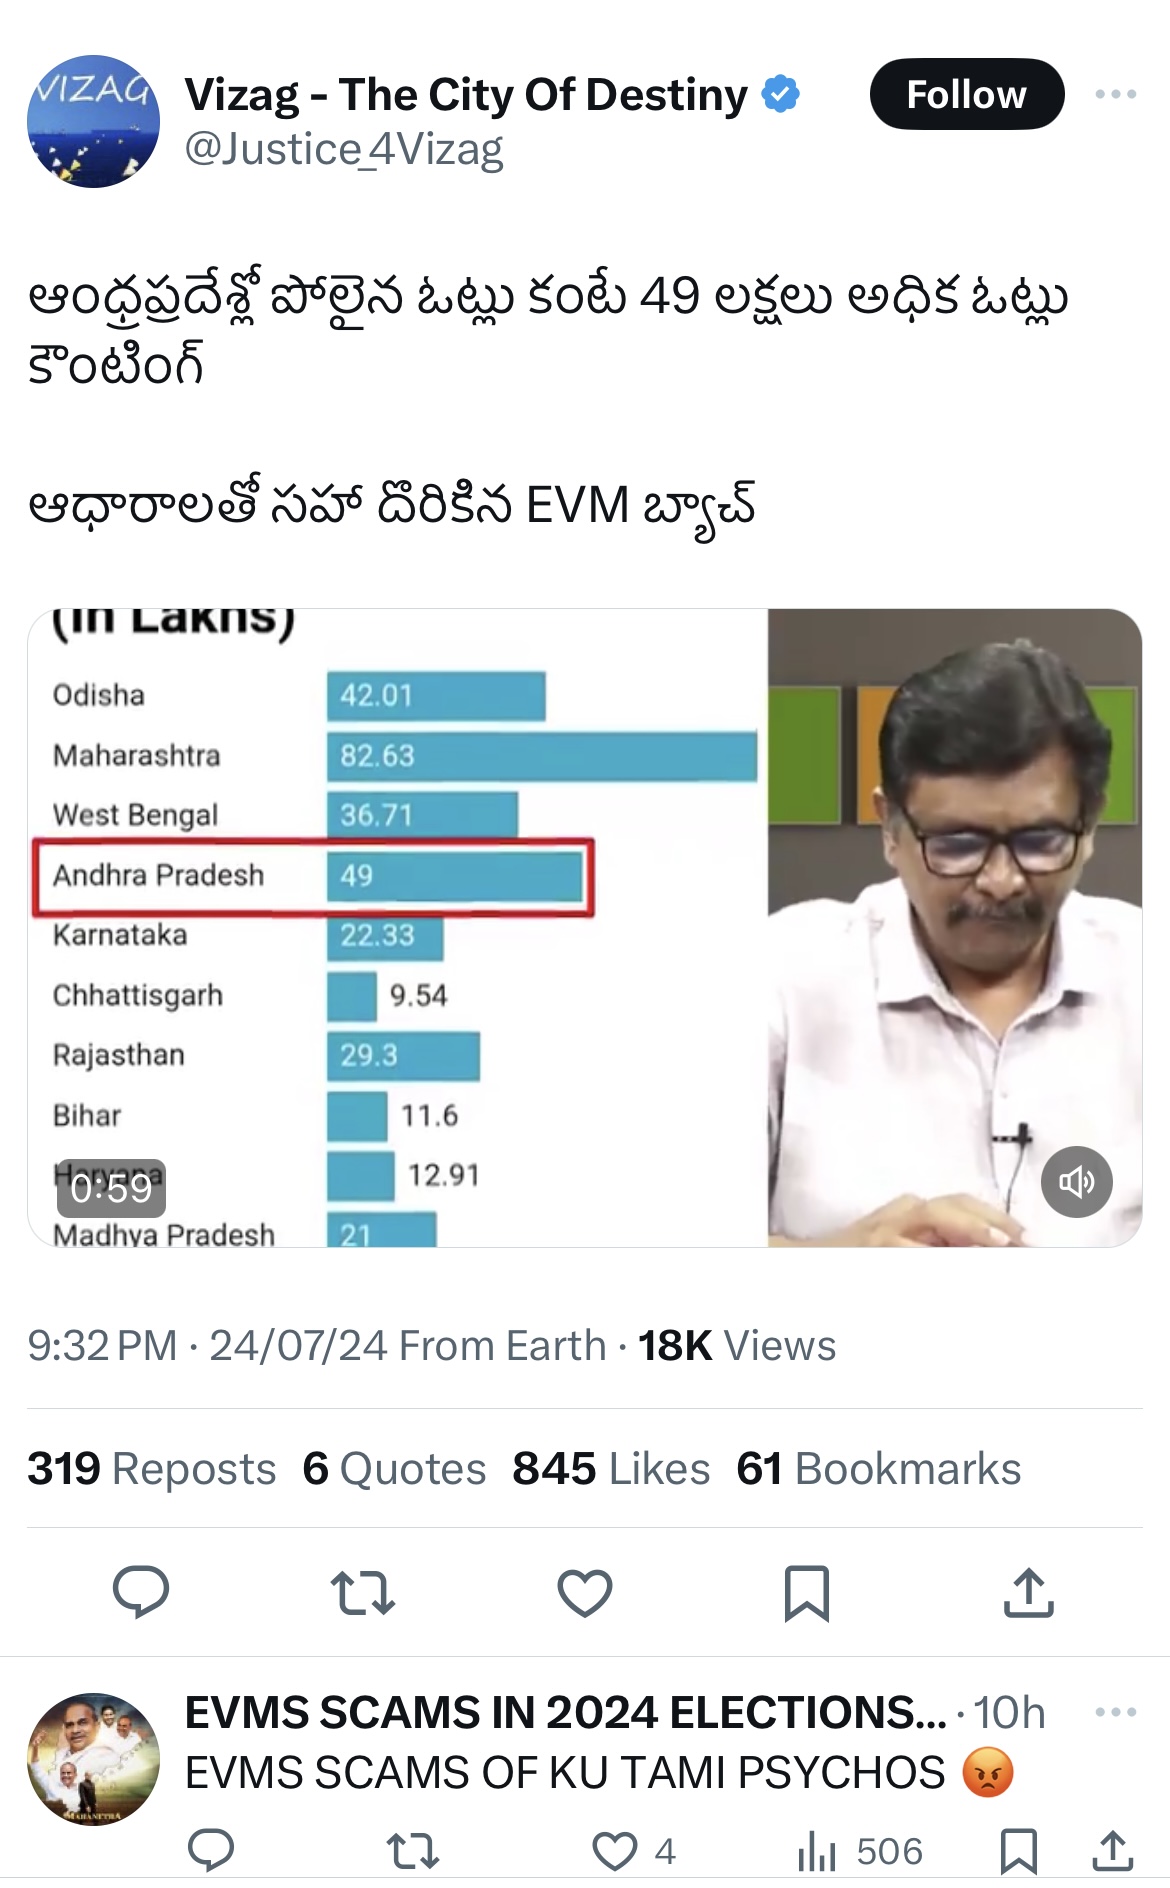 VIZAG
Vizag - The City Of Destiny
Follow
@Justice_4Vizag
ఆంధ్రప్రదేశ్లో పోలైన ఓట్లు కంటే 49 లక్షలు అధిక ఓట్లు
కౌంటింగ్
ఆధారాలతో సహా దొరికిన EVM బ్యాచ్
(In Lakhs)
Odisha 42.01
Maharashtra 82.63
West Bengal 36.71
Andhra Pradesh 49
Karnataka 22.33
Chhattisgarh 9.54
Rajasthan 29.3
Bihar 11.6
Haryana 12.91
0:59
Madhya Pradesh 21
9:32 PM · 24/07/24 From Earth · 18K Views
319 Reposts 6 Quotes 845 Likes 61 Bookmarks
EVMS SCAMS IN 2024 ELECTIONS... · 10h
EVMS SCAMS OF KU TAMI PSYCHOS 😡
MAHANETRA
4 506